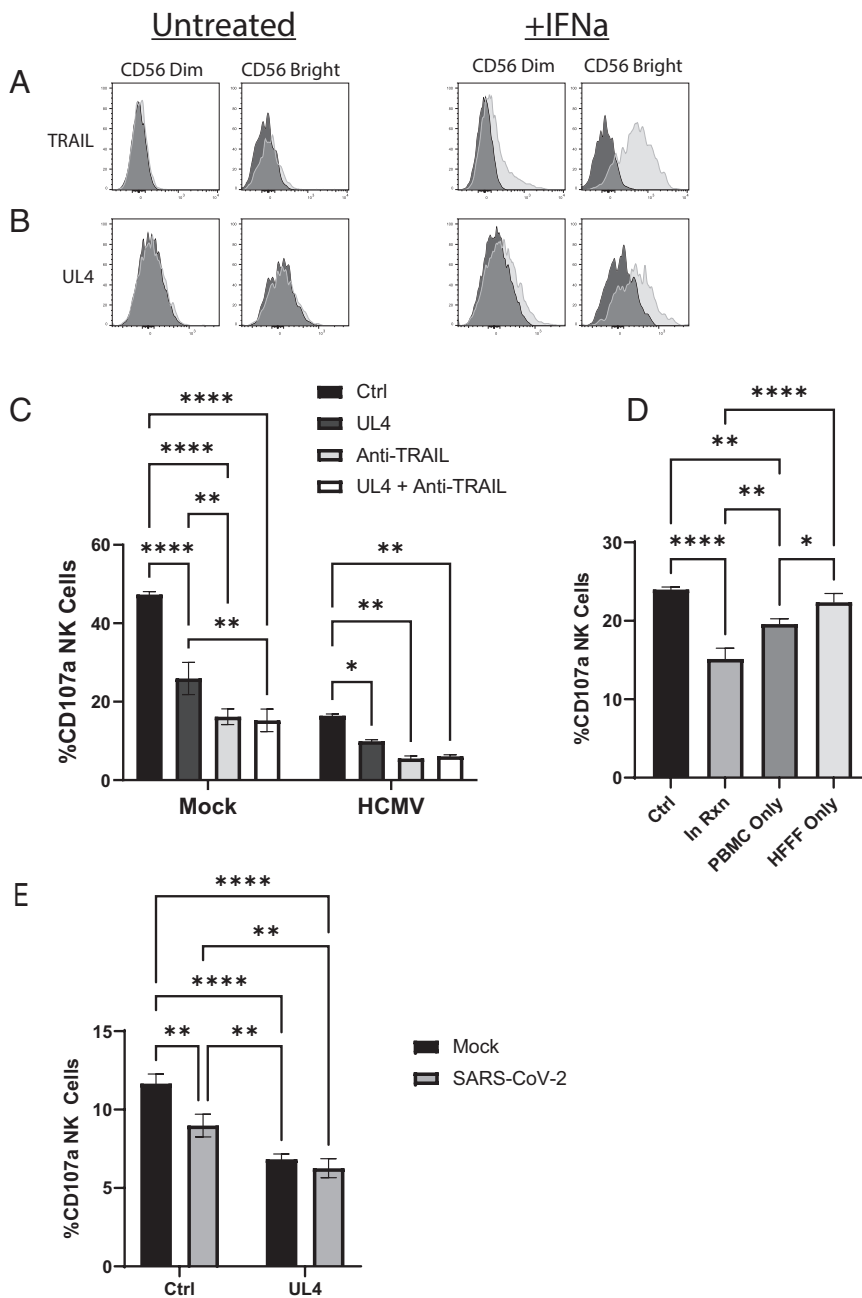 Untreated
+IFNa
A
CD56 Dim
CD56 Bright
CD56 Dim
CD56 Bright
TRAIL
B
UL4
C
Ctrl
UL4
Anti-TRAIL
UL4 + Anti-TRAIL
****
****
**
****
**
**
**
*
60
40
20
0
%CD107a NK Cells
Mock
HCMV
D
****
**
**
****
*
30
20
10
0
%CD107a NK Cells
Ctrl
In Rxn
PBMC Only
HFFF Only
E
****
**
****
**
**
15
10
5
0
%CD107a NK Cells
Ctrl
UL4
Mock
SARS-CoV-2